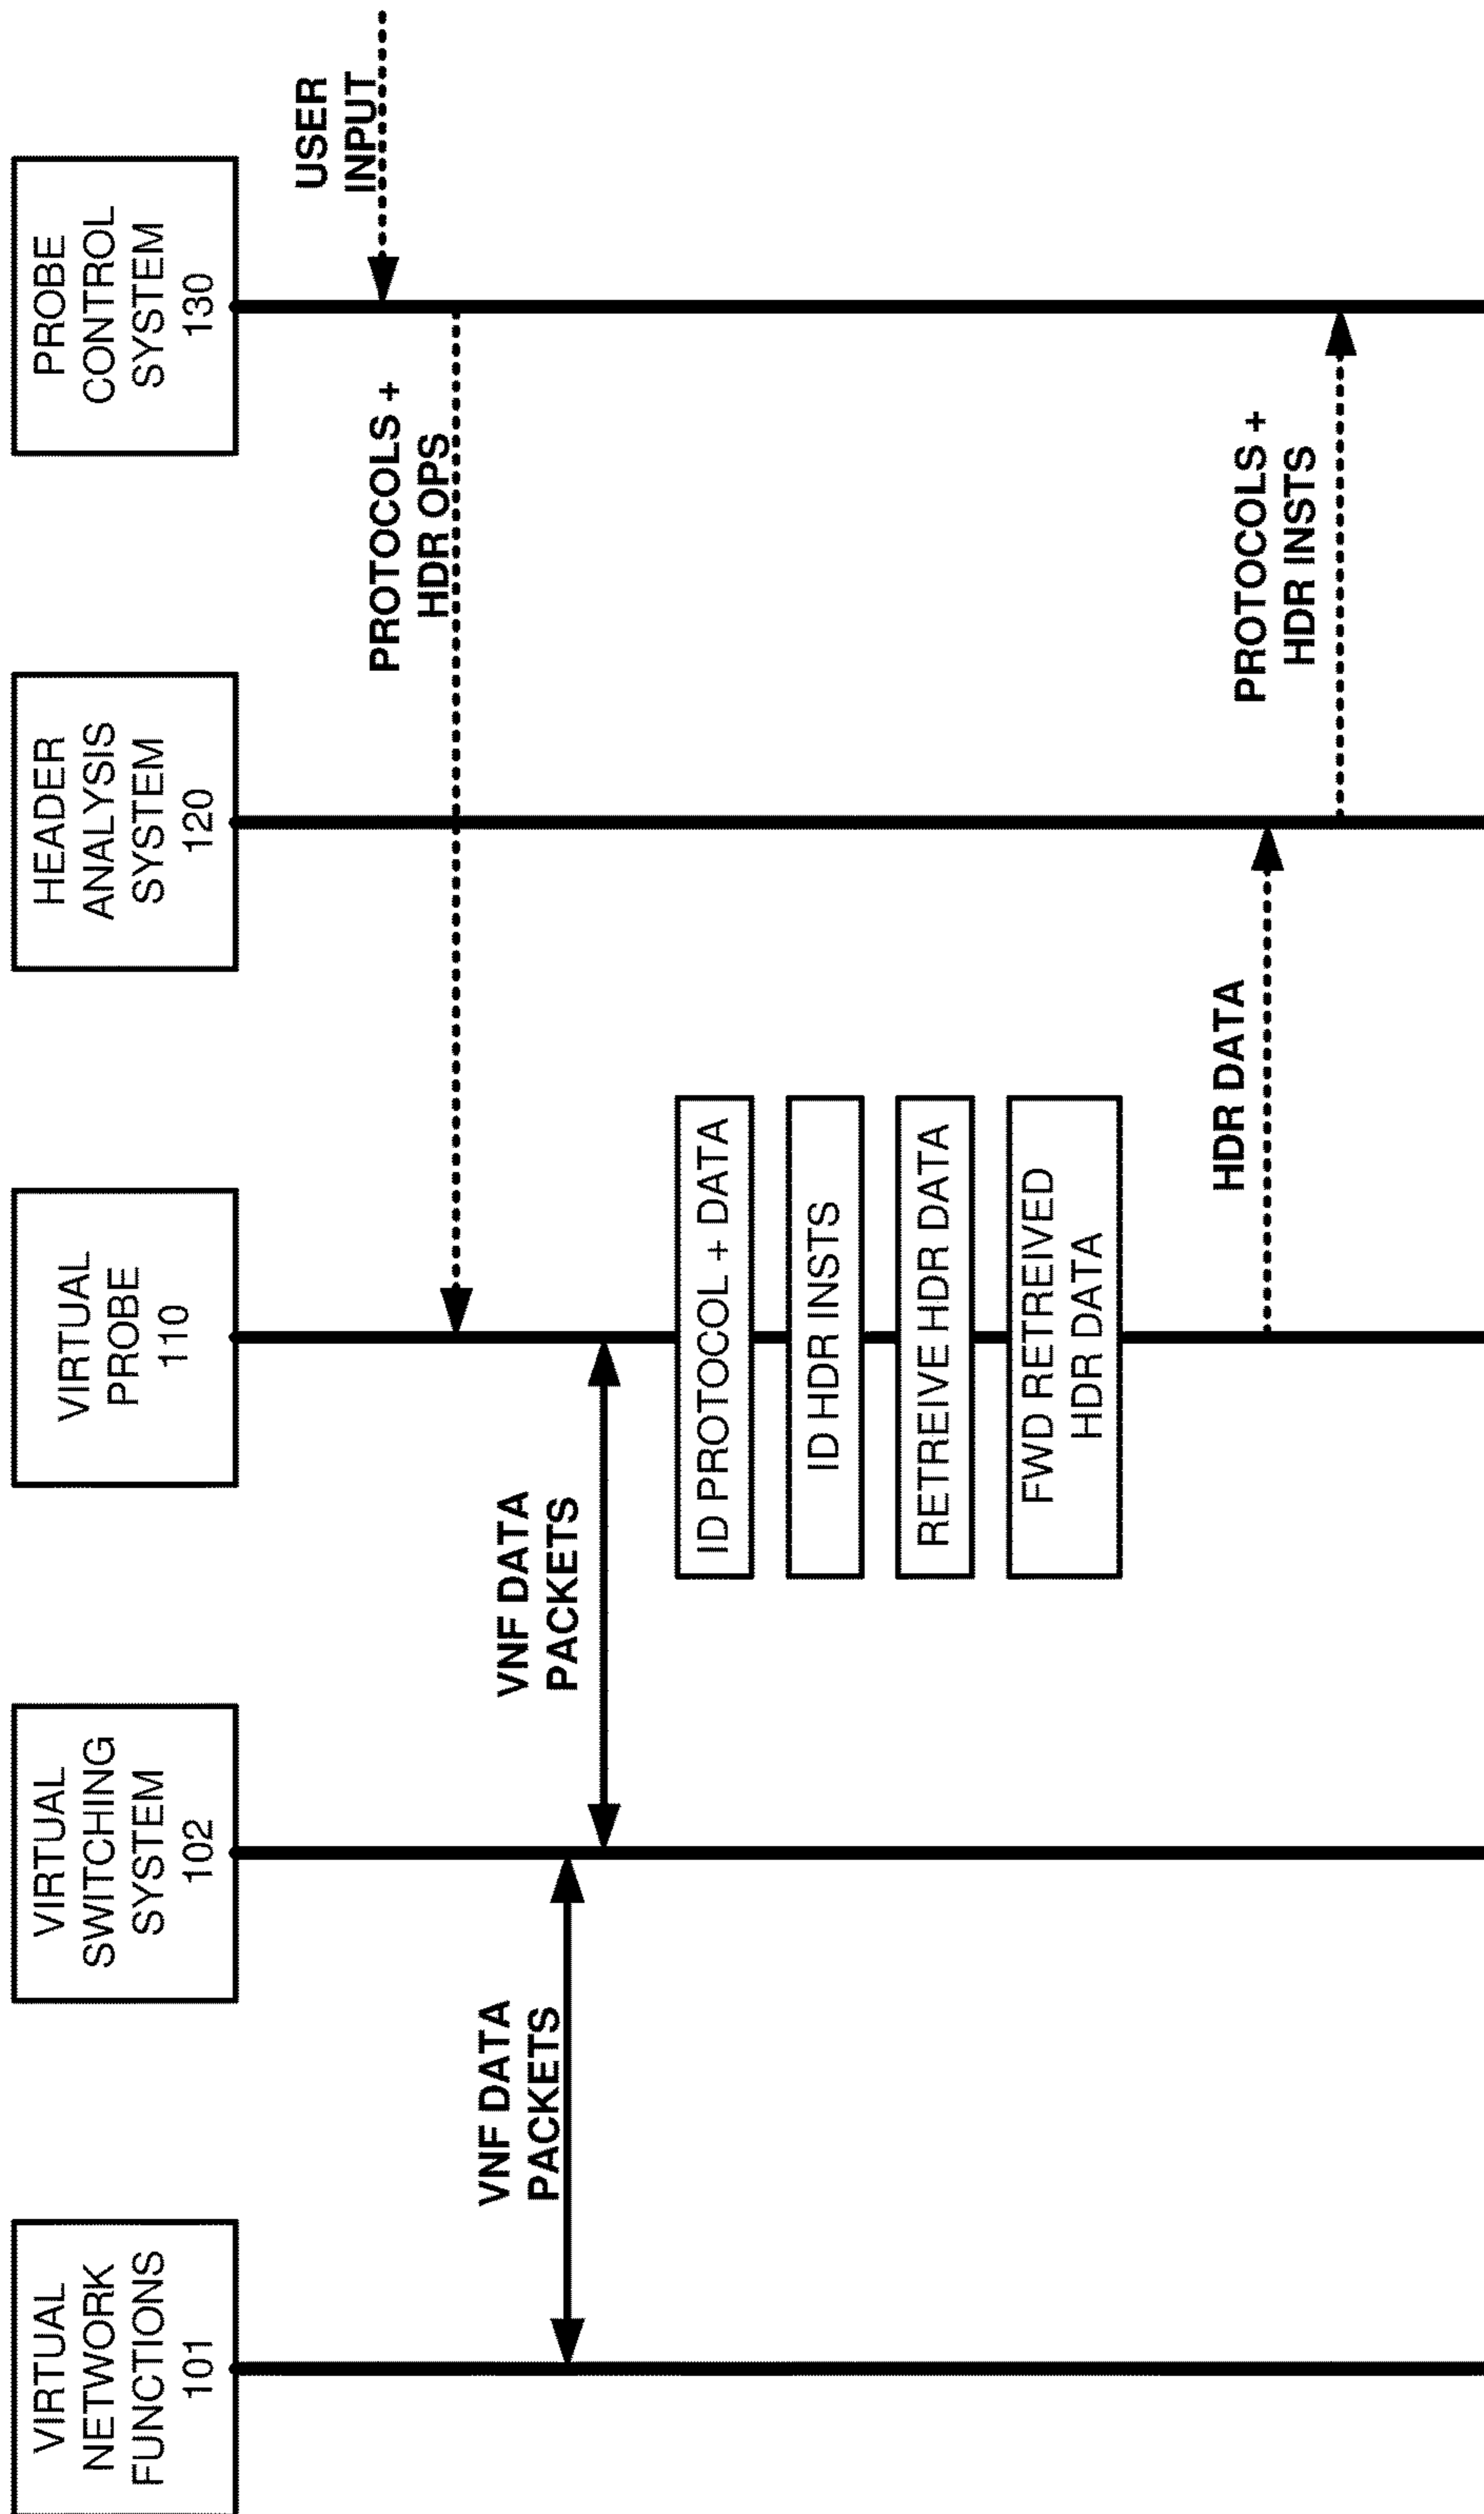 VIRTUAL
NETWORK
FUNCTIONS
101
VIRTUAL
SWITCHING
SYSTEM
102
VIRTUAL
PROBE
110
HEADER
ANALYSIS
SYSTEM
120
PROBE
CONTROL
SYSTEM
130
USER
INPUT
PROTOCOLS +
HDR OPS
VNF DATA
PACKETS
VNF DATA
PACKETS
ID PROTOCOL + DATA
ID HDR INSTS
RETREIVE HDR DATA
FWD RETREIVED
HDR DATA
HDR DATA
PROTOCOLS +
HDR INSTS